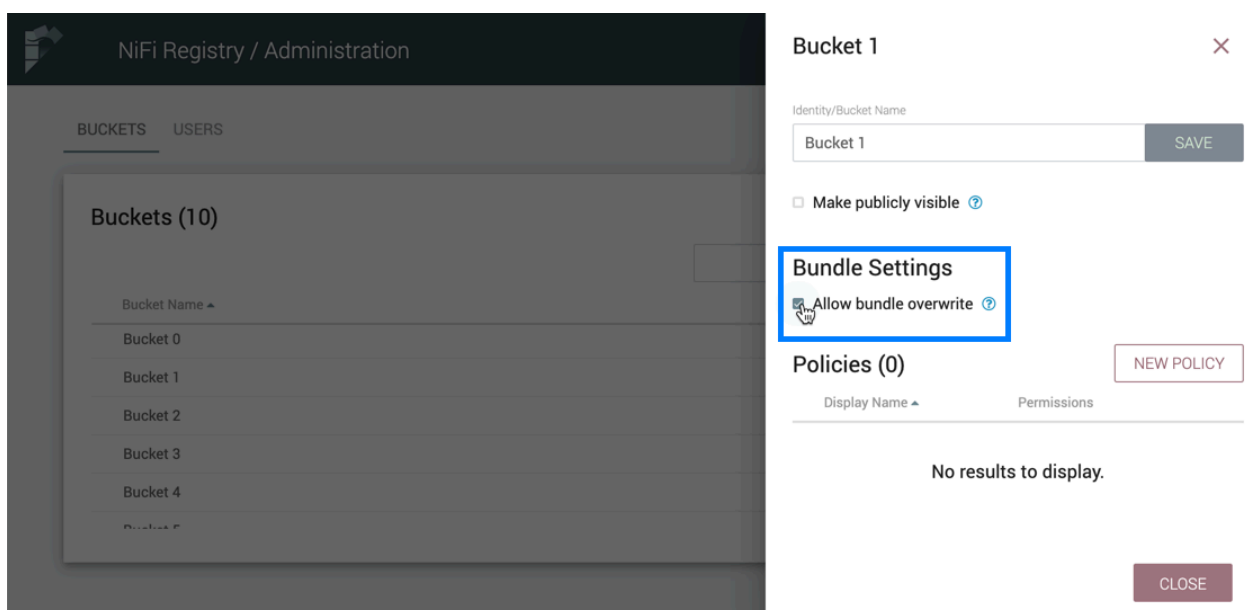 NiFi Registry / Administration
BUCKETS USERS
Buckets (10)
Bucket Name
Bucket 0
Bucket 1
Bucket 2
Bucket 3
Bucket 4
Bucket 5
Bucket 1
Identity/Bucket Name
Bucket 1 SAVE
Make publicly visible ?
Bundle Settings
Allow bundle overwrite ?
Policies (0) NEW POLICY
Display Name Permissions
No results to display.
CLOSE